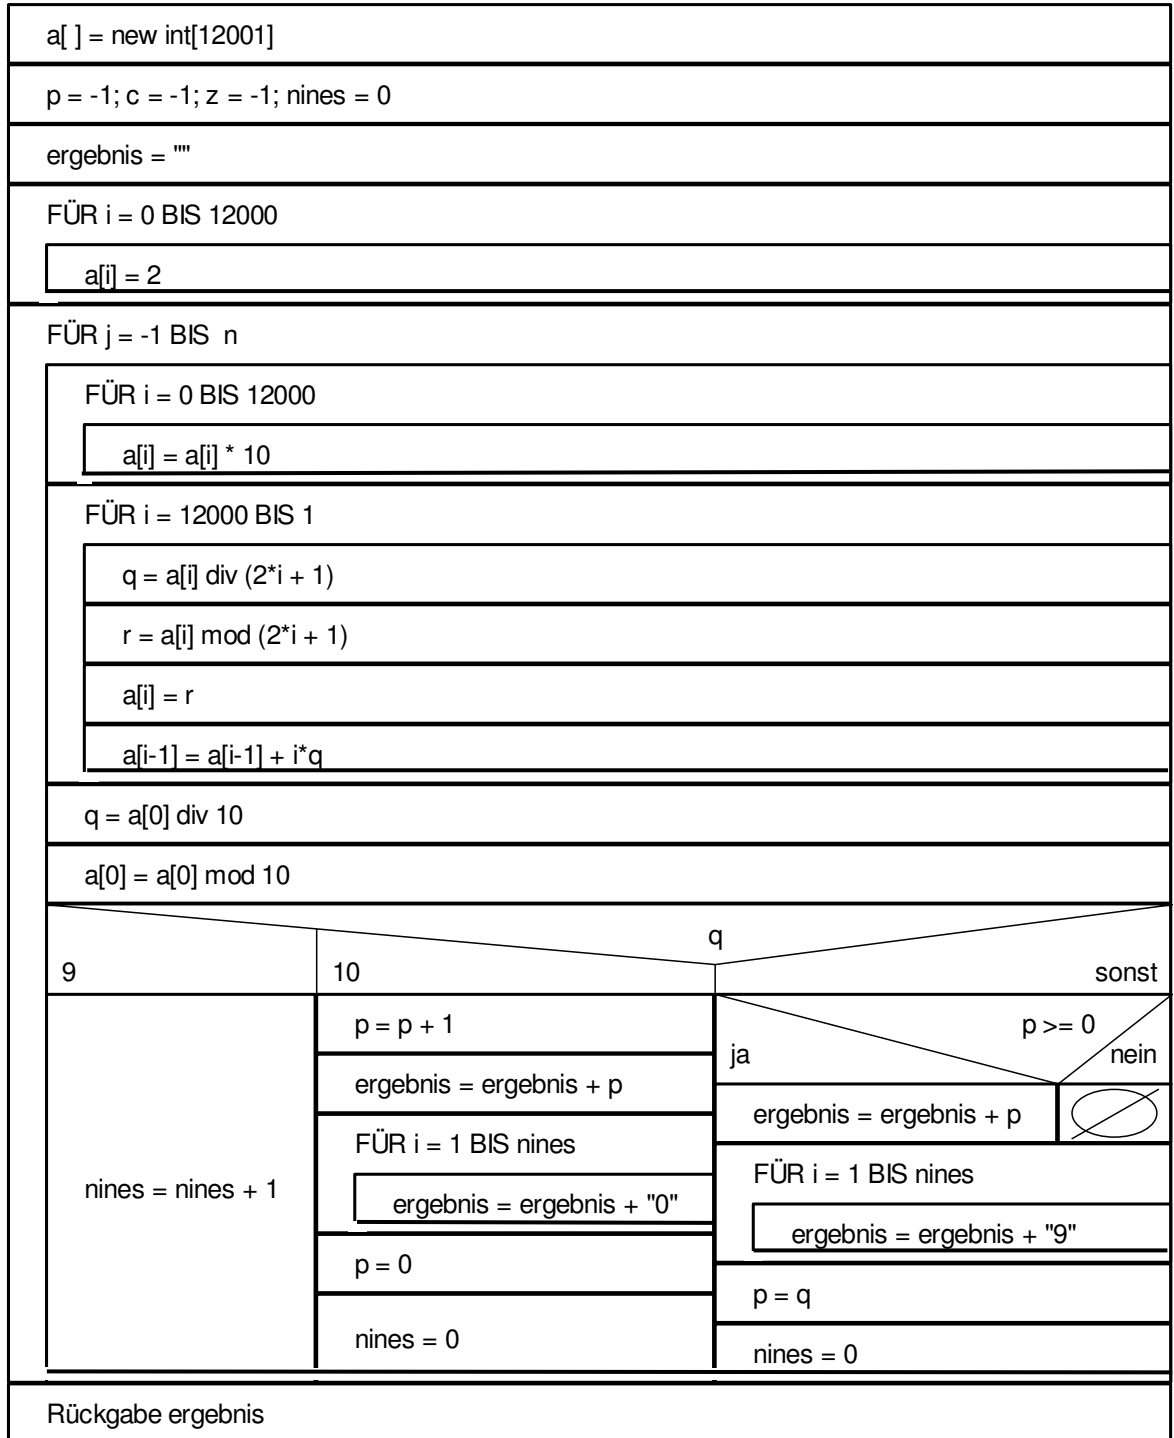 a[ ] = new int[12001]
p = -1; c = -1; z = -1; nines = 0
ergebnis = ""
FÜR i = 0 BIS 12000
a[i] = 2
FÜR j = -1 BIS  n
FÜR i = 0 BIS 12000
a[i] = a[i] * 10
FÜR i = 12000 BIS 1
q = a[i] div (2*i + 1)
r = a[i] mod (2*i + 1)
a[i] = r
a[i-1] = a[i-1] + i*q
q = a[0] div 10
a[0] = a[0] mod 10
q
9
10
sonst
nines = nines + 1
p = p + 1
ergebnis = ergebnis + p
FÜR i = 1 BIS nines
ergebnis = ergebnis + "0"
p = 0
nines = 0
p >= 0
ja
nein
ergebnis = ergebnis + p
FÜR i = 1 BIS nines
ergebnis = ergebnis + "9"
p = q
nines = 0
Rückgabe ergebnis